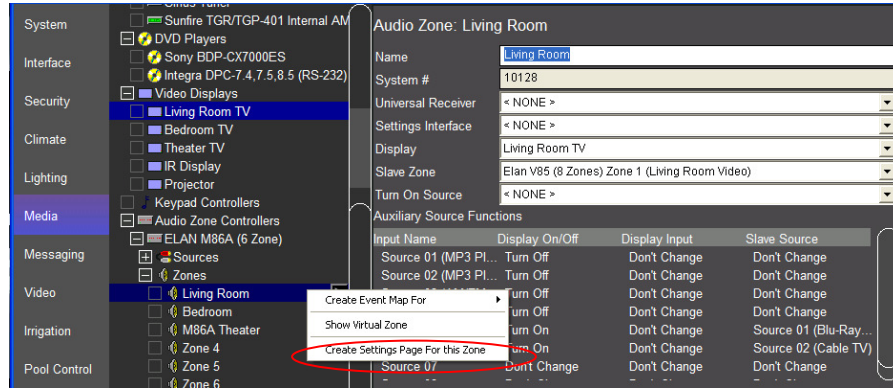 System
Interface
Security
Climate
Lighting
Media
Messaging
Video
Irrigation
Pool Control
Sirius Tuner
Sunfire TGR/TGP-401 Internal AM
DVD Players
Sony BDP-CX7000ES
Integra DPC-7.4,7.5,8.5 (RS-232)
Video Displays
Living Room TV
Bedroom TV
Theater TV
IR Display
Projector
Keypad Controllers
Audio Zone Controllers
ELAN M86A (6 Zone)
Sources
Zones
Living Room
Bedroom
M86A Theater
Zone 4
Zone 5
Zone 6
Create Event Map For
Show Virtual Zone
Create Settings Page For this Zone
Audio Zone: Living Room
Name Living Room
System # 10128
Universal Receiver < NONE >
Settings Interface < NONE >
Display Living Room TV
Slave Zone Elan V85 (8 Zones) Zone 1 (Living Room Video)
Turn On Source < NONE >
Auxiliary Source Functions
Input Name Display On/Off Display Input Slave Source
Source 01 (MP3 Pl... Turn Off Don't Change Don't Change
Source 02 (MP3 Pl... Turn Off Don't Change Don't Change
Turn Off Don't Change Don't Change
Turn Off Don't Change Don't Change
Turn On Don't Change Source 01 (Blu-Ray...
Turn On Don't Change Source 02 (Cable TV)
Source 07 Don't Change Don't Change Don't Change